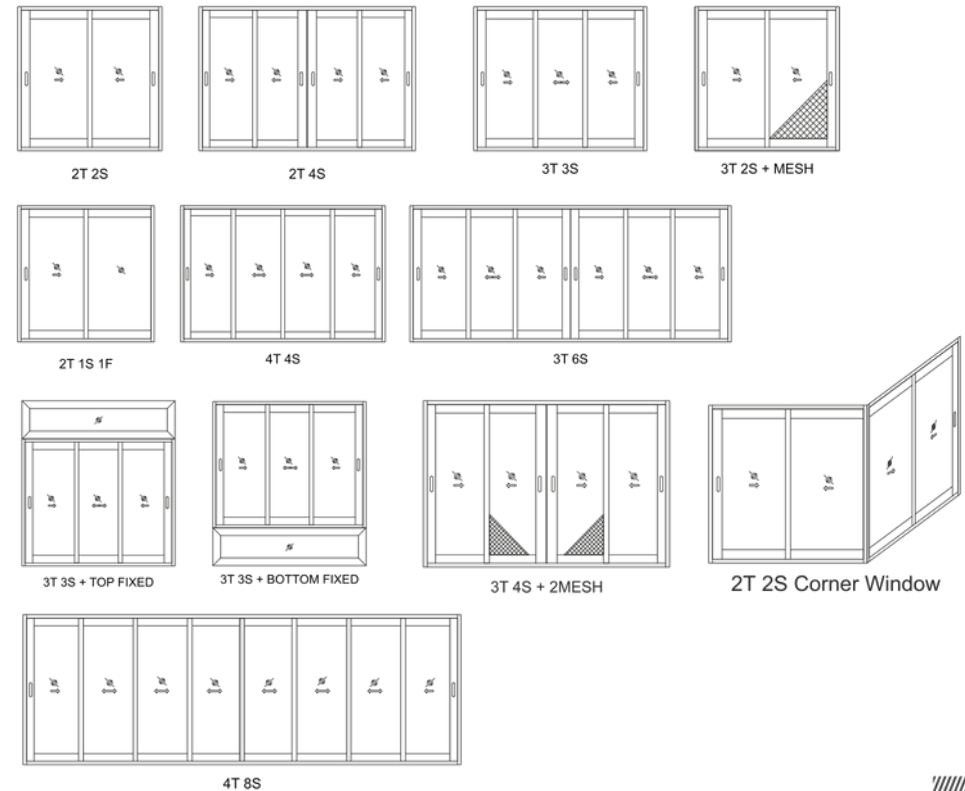 2T 2S
2T 4S
3T 3S
3T 2S + MESH
2T 1S 1F
4T 4S
3T 6S
3T 3S + TOP FIXED
3T 3S + BOTTOM FIXED
3T 4S + 2MESH
2T 2S Corner Window
4T 8S